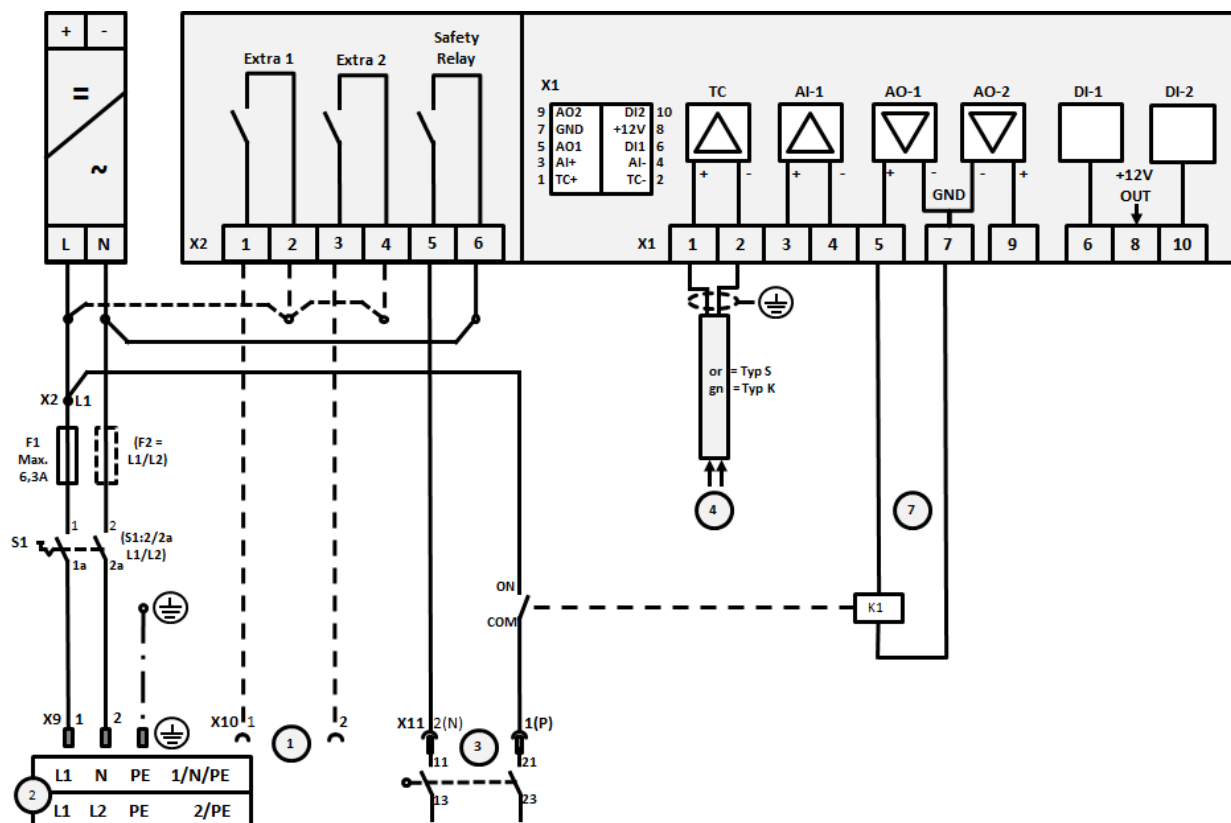 + -
=
~
L N
Extra 1
Extra 2
Safety
Relay
X2 1 2 3 4 5 6
X1
9 AO2 DI2 10
7 GND +12V 8
5 AO1 DI1 6
3 AI+ AI- 4
1 TC+ TC- 2
TC AI-1 AO-1 AO-2 DI-1 DI-2
+ - + - + - - +
GND
+12V
OUT
X1 1 2 3 4 5 7 9 6 8 10
or = Typ S
gn =Typ K
4
7
X2 L1
F1
Max.
6,3A
(F2 =
L1/L2)
1 2
S1
(S1:2/2a
L1/L2)
1a 2a
ON
COM
K1
X9 1 2
X10 1 2
1
X11 2(N) 1(P)
3
11 21
13 23
2
L1 N PE 1/N/PE
L1 L2 PE 2/PE